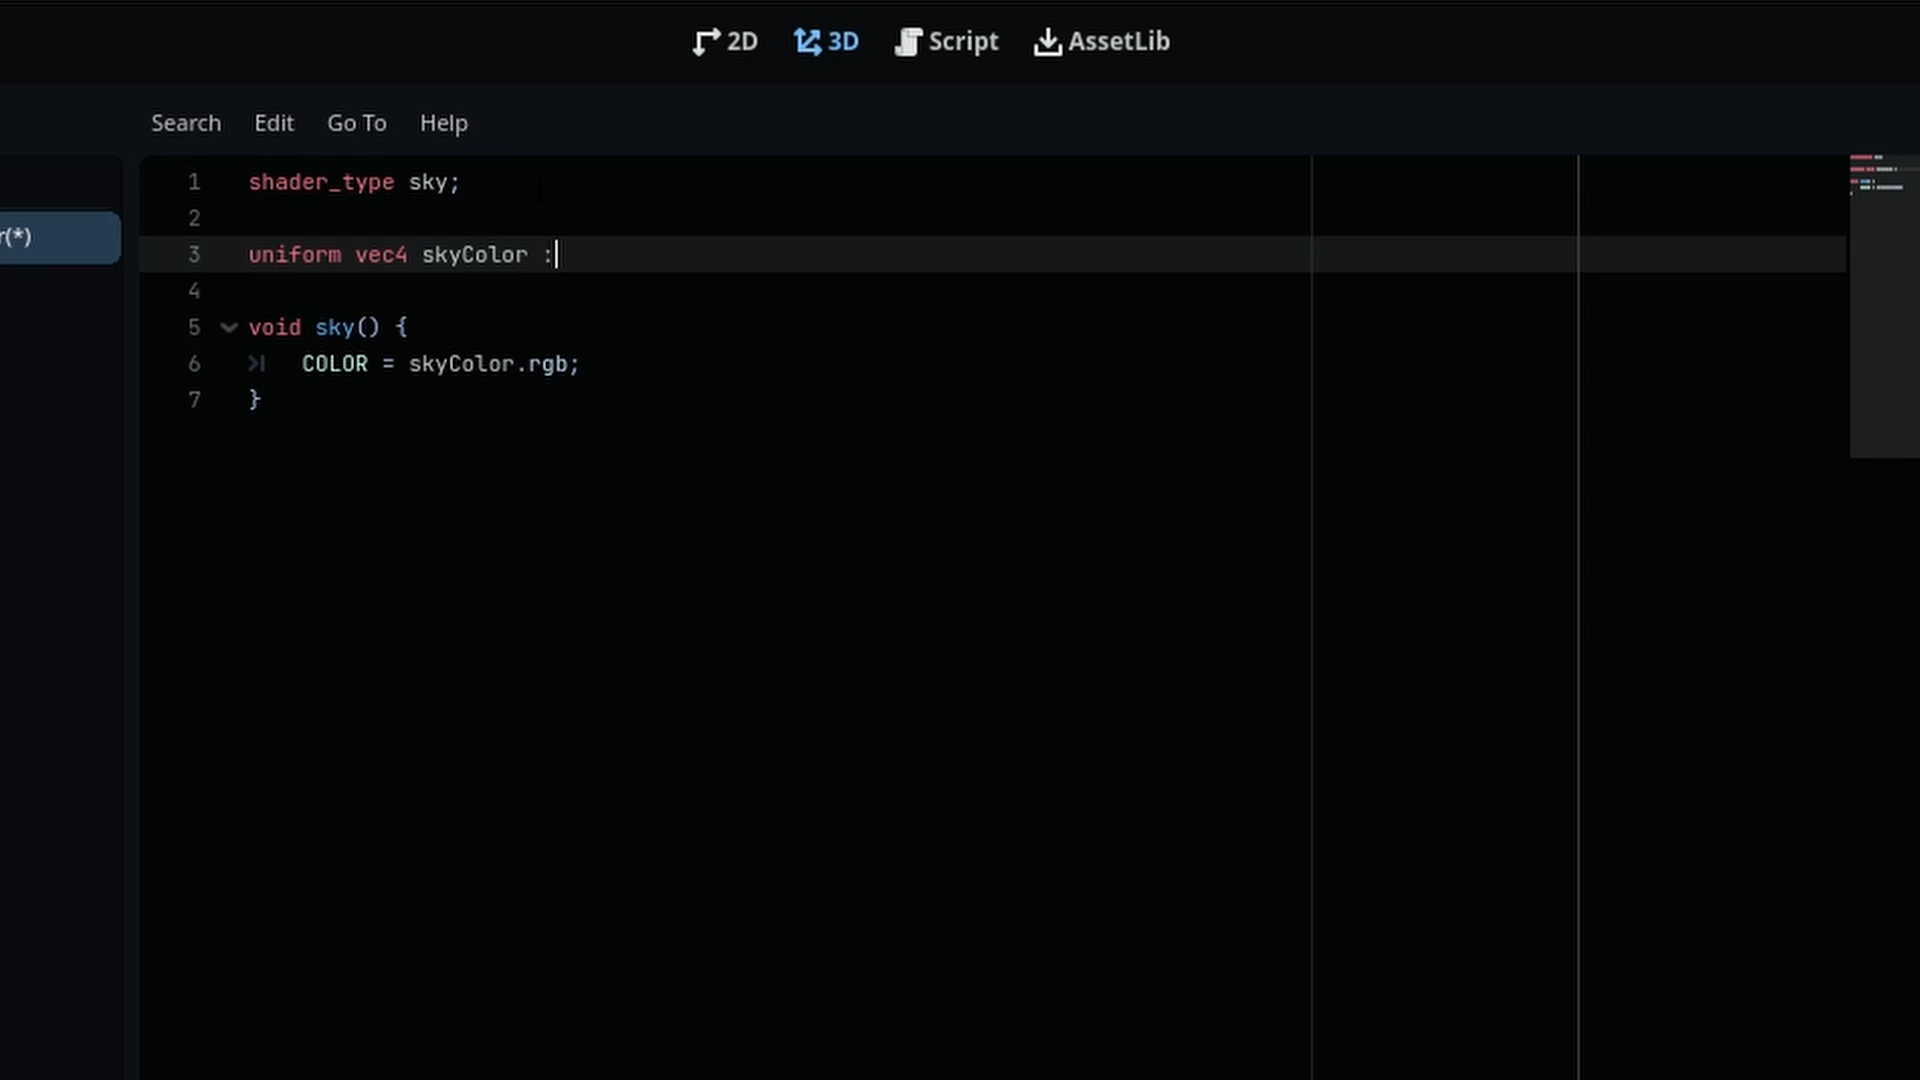 2D 3D Script AssetLib
Search Edit Go To Help
r(*)
1 shader_type sky;
2
3 uniform vec4 skyColor :
4
5 void sky() {
6 COLOR = skyColor.rgb;
7 }